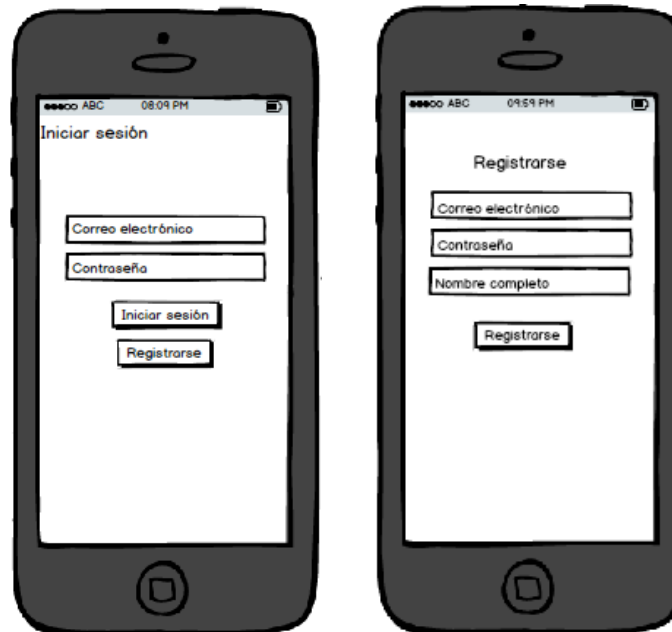 ABC 08:09 PM
Iniciar sesión
Correo electrónico
Contraseña
Iniciar sesión
Registrarse
ABC 09:59 PM
Registrarse
Correo electrónico
Contraseña
Nombre completo
Registrarse